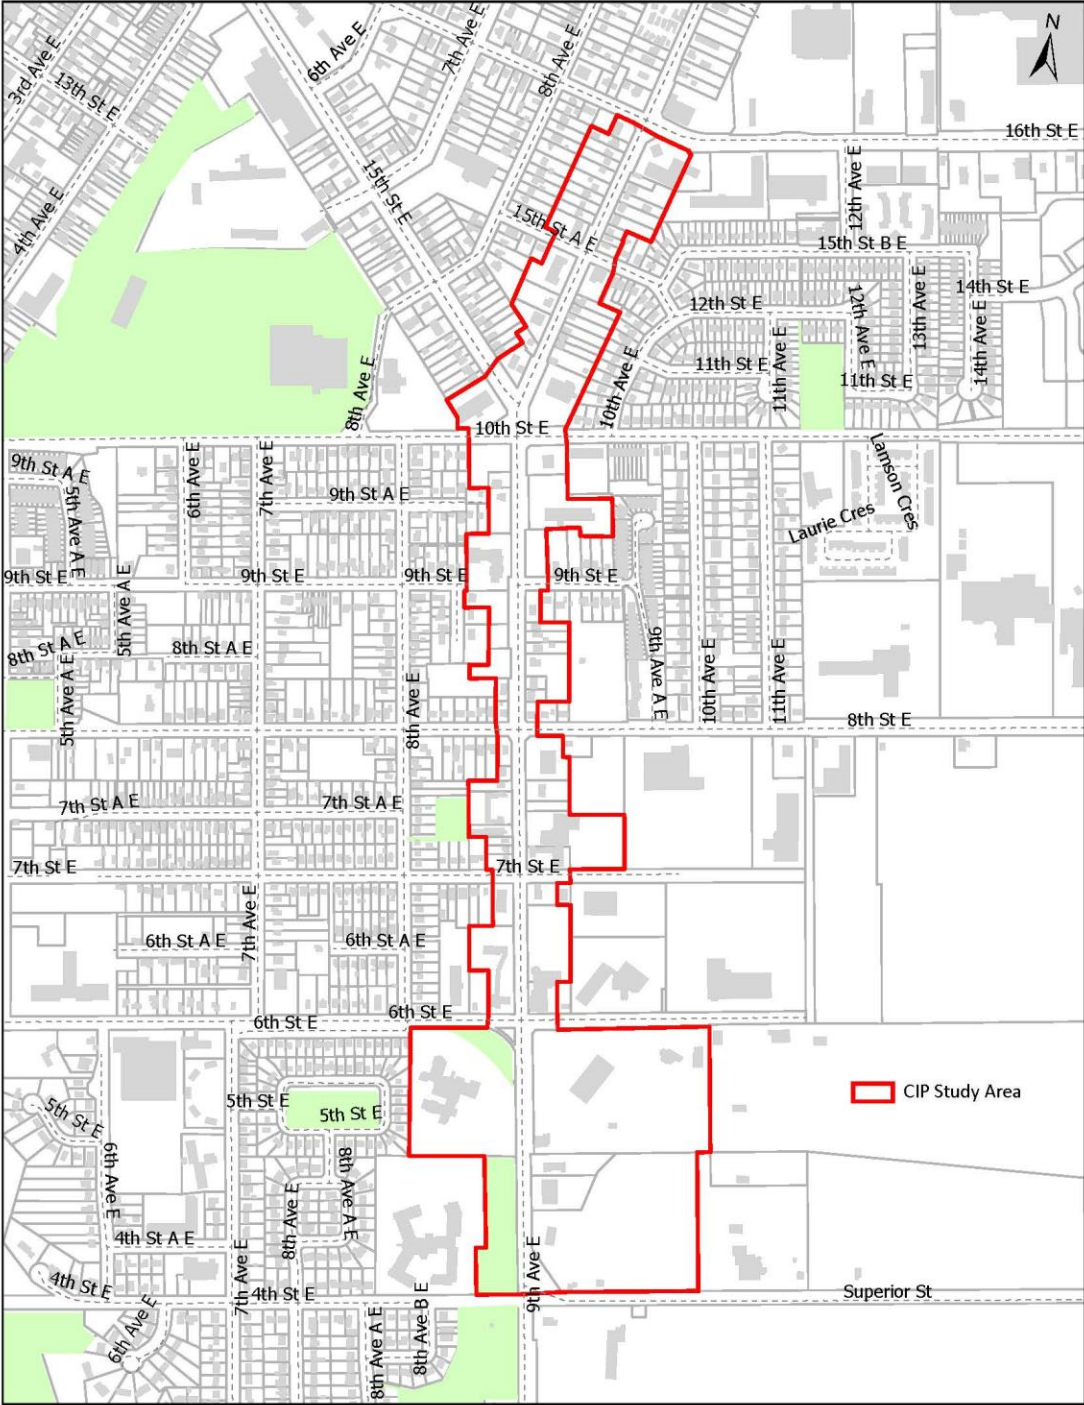 N
6th Ave E
7th Ave E
8th Ave E
3rd Ave E
13th St E
16th St E
15th St E
12th Ave E
4th Ave E
15th St A E
15th St B E
14th St E
12th St E
12th Ave E
13th Ave E
14th Ave E
11th St E
11th Ave E
11th St E
10th Ave E
8th Ave E
10th St E
9th St A E
5th Ave A E
6th Ave E
7th Ave E
9th St A E
Lamson Cres
Laurie Cres
9th St E
9th St E
9th St E
9th St E
5th Ave A E
8th St A E
8th St A E
5th Ave A E
8th Ave E
9th Ave A E
10th Ave E
11th Ave E
8th St E
7th St A E
7th St A E
7th St E
7th St E
7th Ave E
6th St A E
6th St A E
6th St E
6th St E
CIP Study Area
5th St E
5th St E
5th St E
6th Ave E
8th Ave E
8th Ave A E
4th St A E
7th Ave E
9th Ave E
4th St E
4th St E
Superior St
6th Ave E
8th Ave A E
8th Ave B E